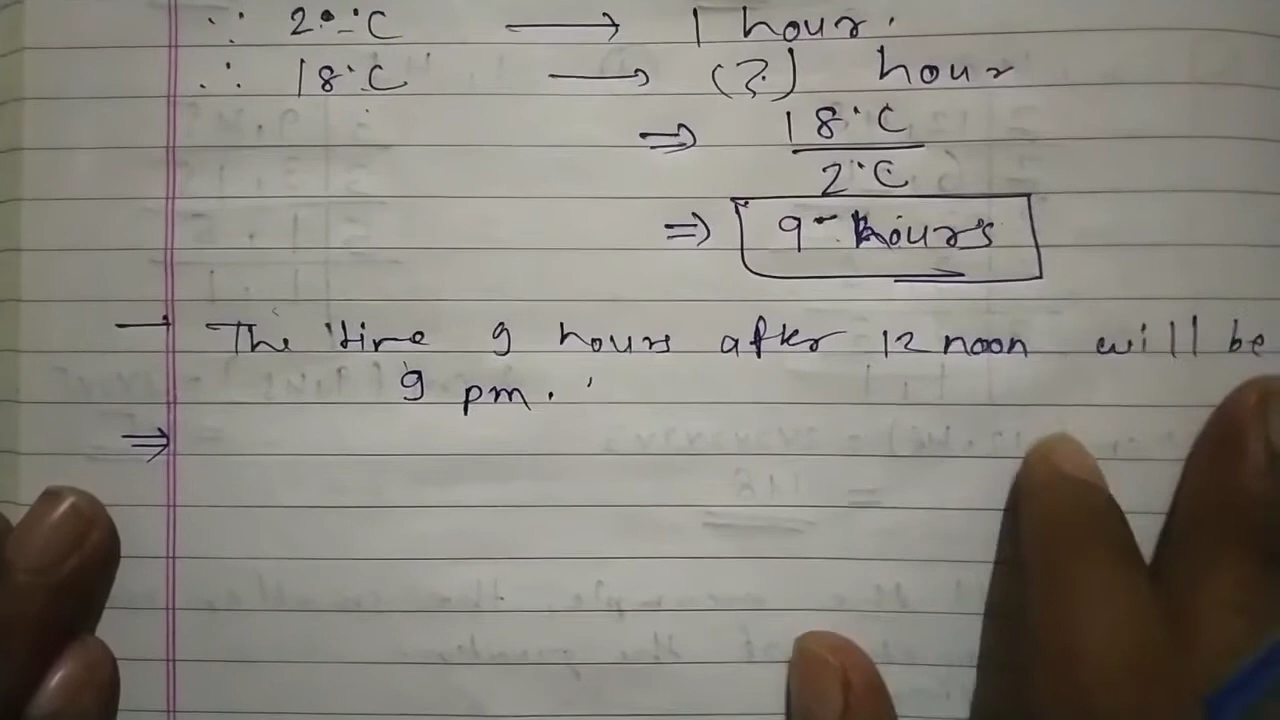 ∵ 2°C → 1 hour.
∴ 18°C → (?) hour
⇒ 18°C / 2°C
⇒ 9 hours
— The time 9 hours after 12 noon will be
9 pm.
⇒